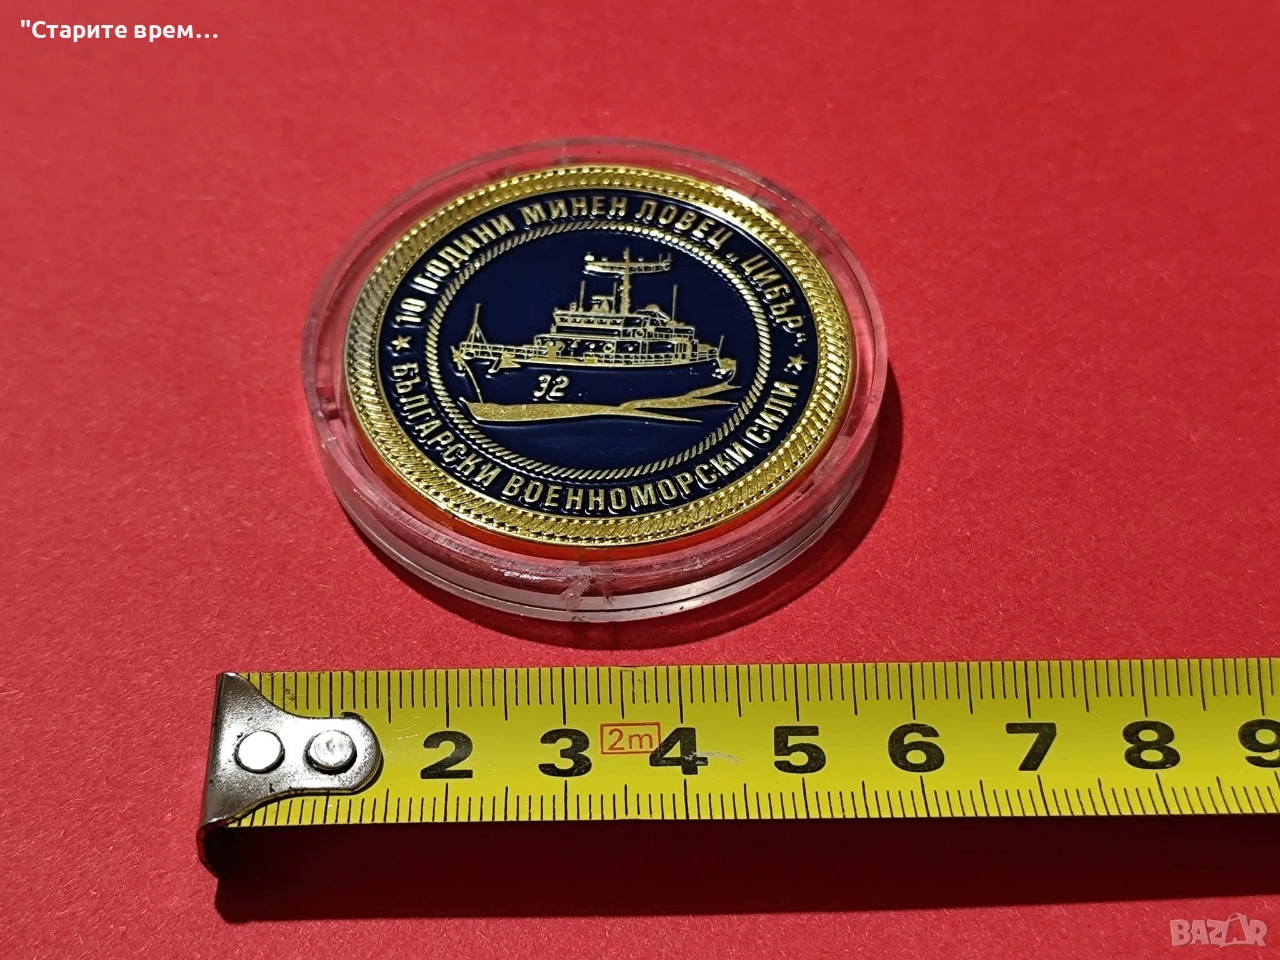 "Старите врем...
★ 10 ГОДИНИ МИНЕН ЛОВЕЦ „ЦИБЪР“ ★
БЪЛГАРСКИ ВОЕННОМОРСКИ СИЛИ
32
2 3 2m 4 5 6 7 8 9
BAZAR